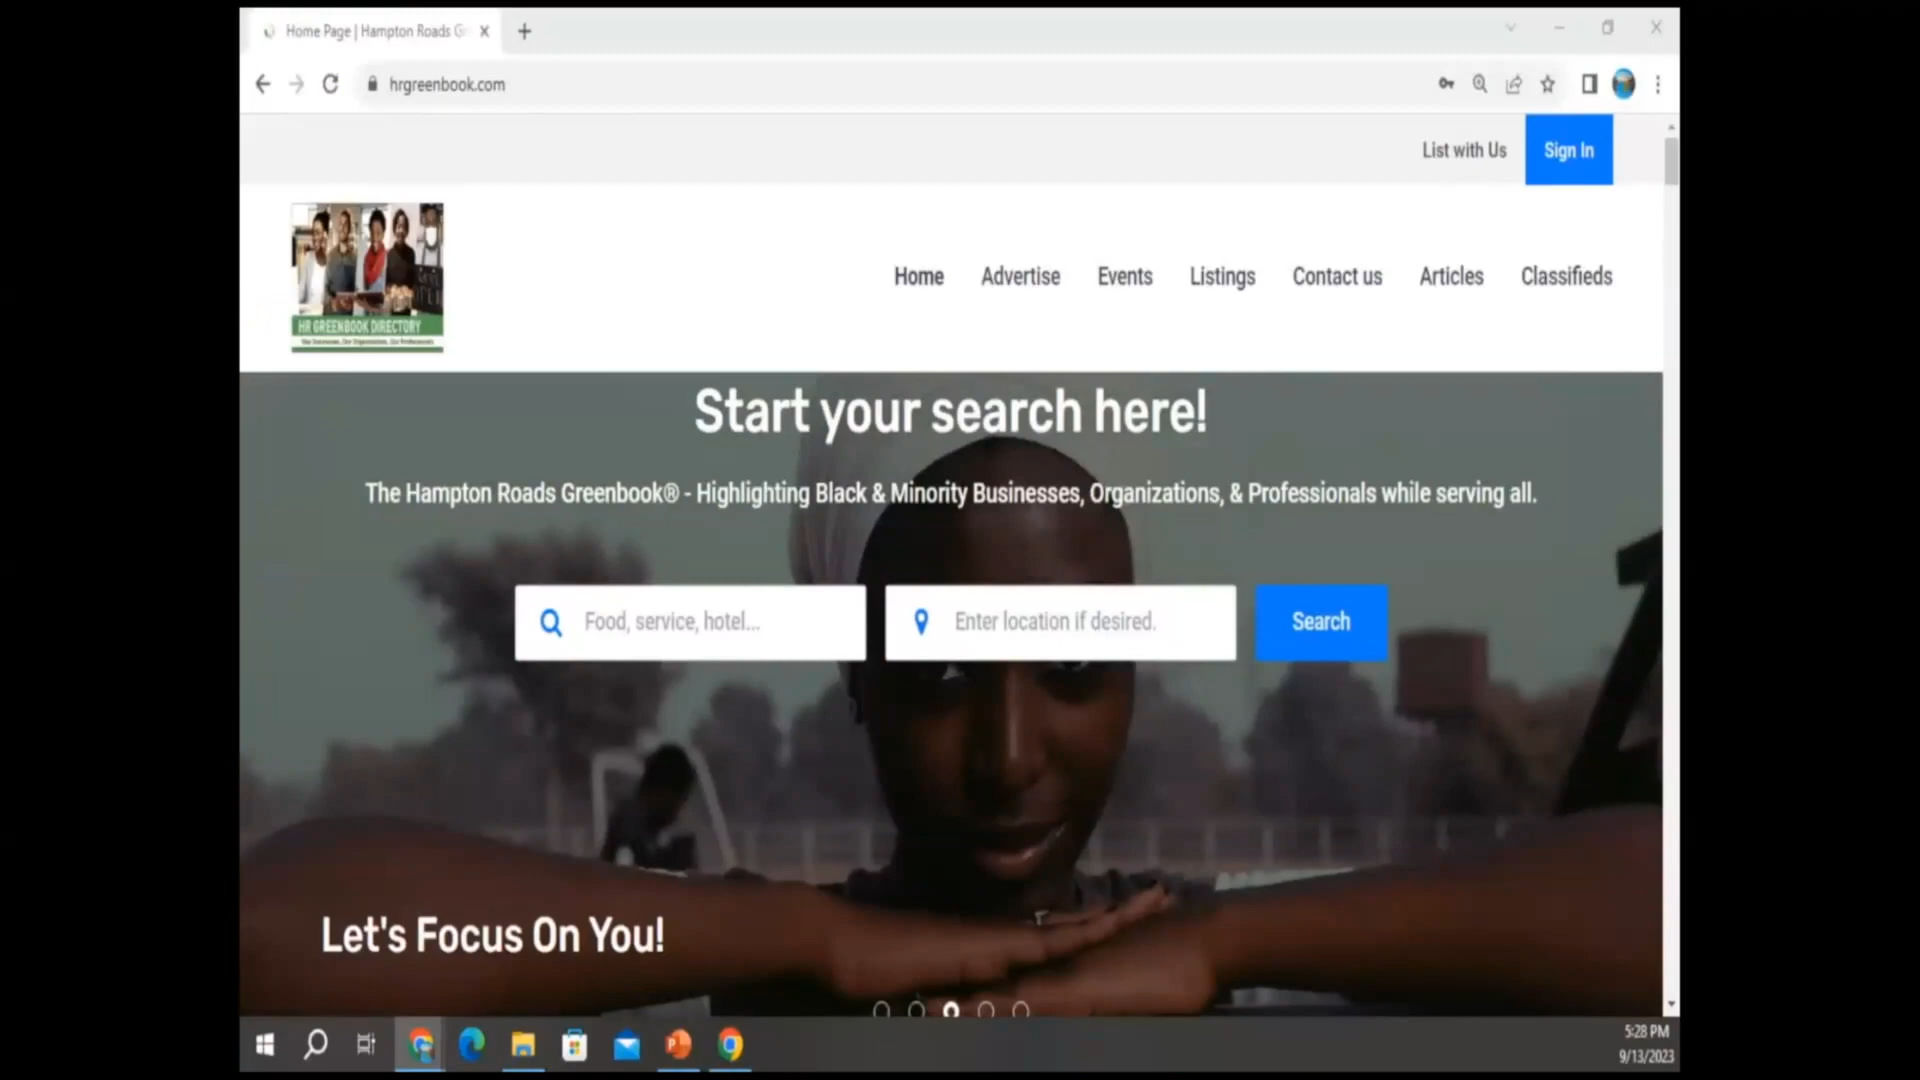 Home Page | Hampton Roads Gr
hrgreenbook.com
List with Us
Sign In
HR GREENBOOK DIRECTORY
Home
Advertise
Events
Listings
Contact us
Articles
Classifieds
Start your search here!
The Hampton Roads Greenbook® - Highlighting Black & Minority Businesses, Organizations, & Professionals while serving all.
Food, service, hotel...
Enter location if desired.
Search
Let's Focus On You!
5:28 PM
9/13/2023